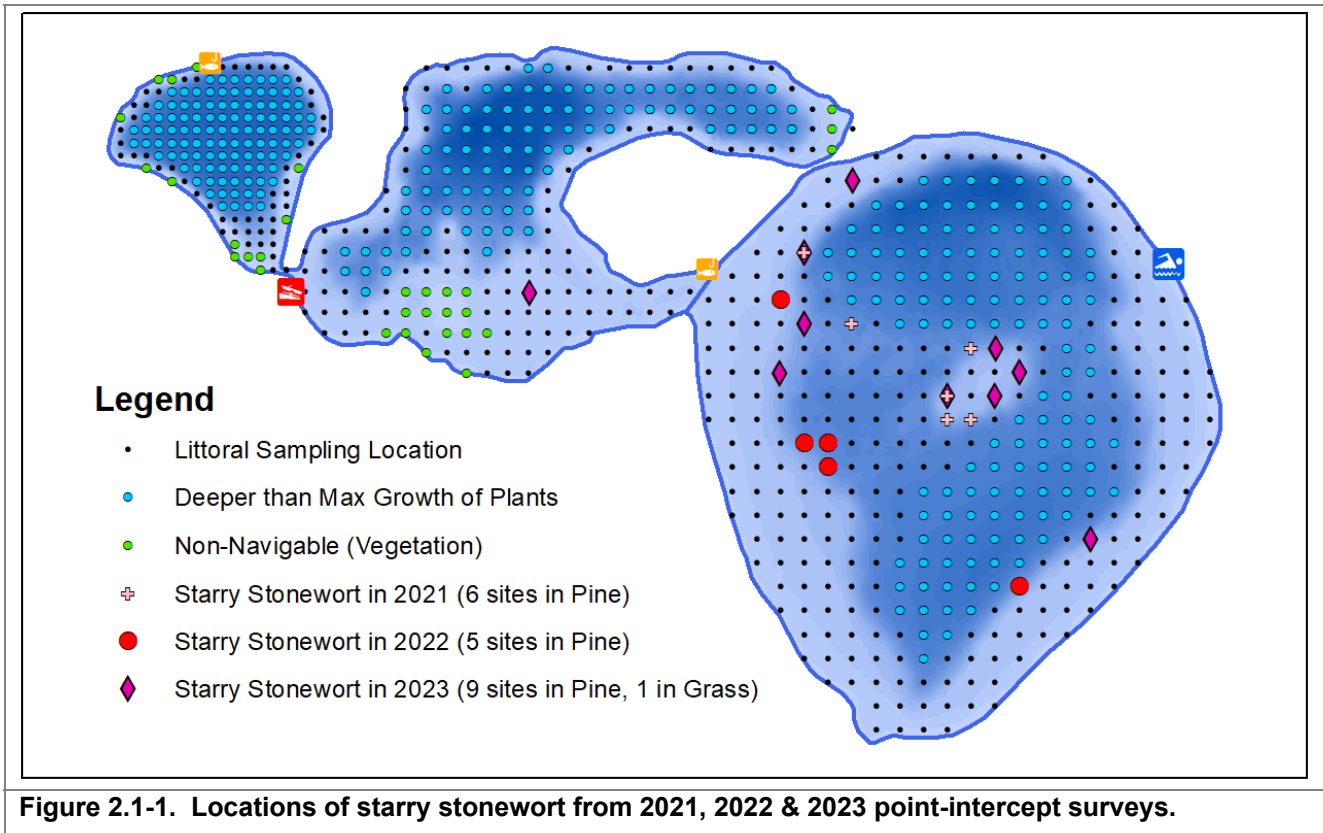 Legend
Littoral Sampling Location
Deeper than Max Growth of Plants
Non-Navigable (Vegetation)
Starry Stonewort in 2021 (6 sites in Pine)
Starry Stonewort in 2022 (5 sites in Pine)
Starry Stonewort in 2023 (9 sites in Pine, 1 in Grass)
Figure 2.1-1. Locations of starry stonewort from 2021, 2022 & 2023 point-intercept surveys.